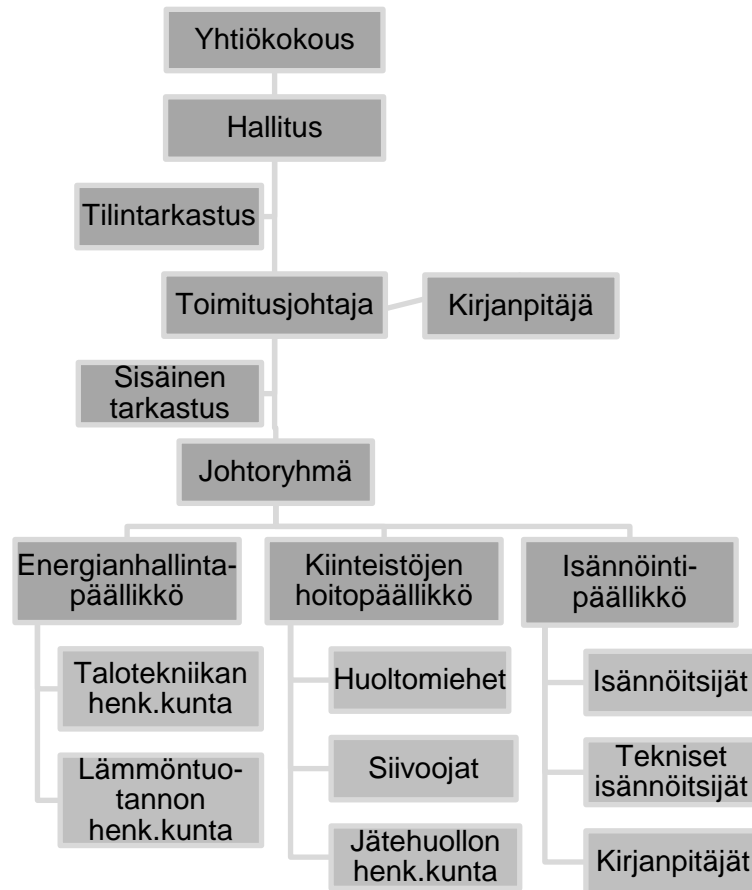 Yhtiökokous
Hallitus
Tilintarkastus
Toimitusjohtaja
Kirjanpitäjä
Sisäinen
tarkastus
Johtoryhmä
Energianhallinta-
päällikkö
Kiinteistöjen
hoitopäällikkö
Isännöinti-
päällikkö
Talotekniikan
henk.kunta
Lämmöntuo-
tannon
henk.kunta
Huoltomiehet
Siivoojat
Jätehuollon
henk.kunta
Isännöitsijät
Tekniset
isännöitsijät
Kirjanpitäjät